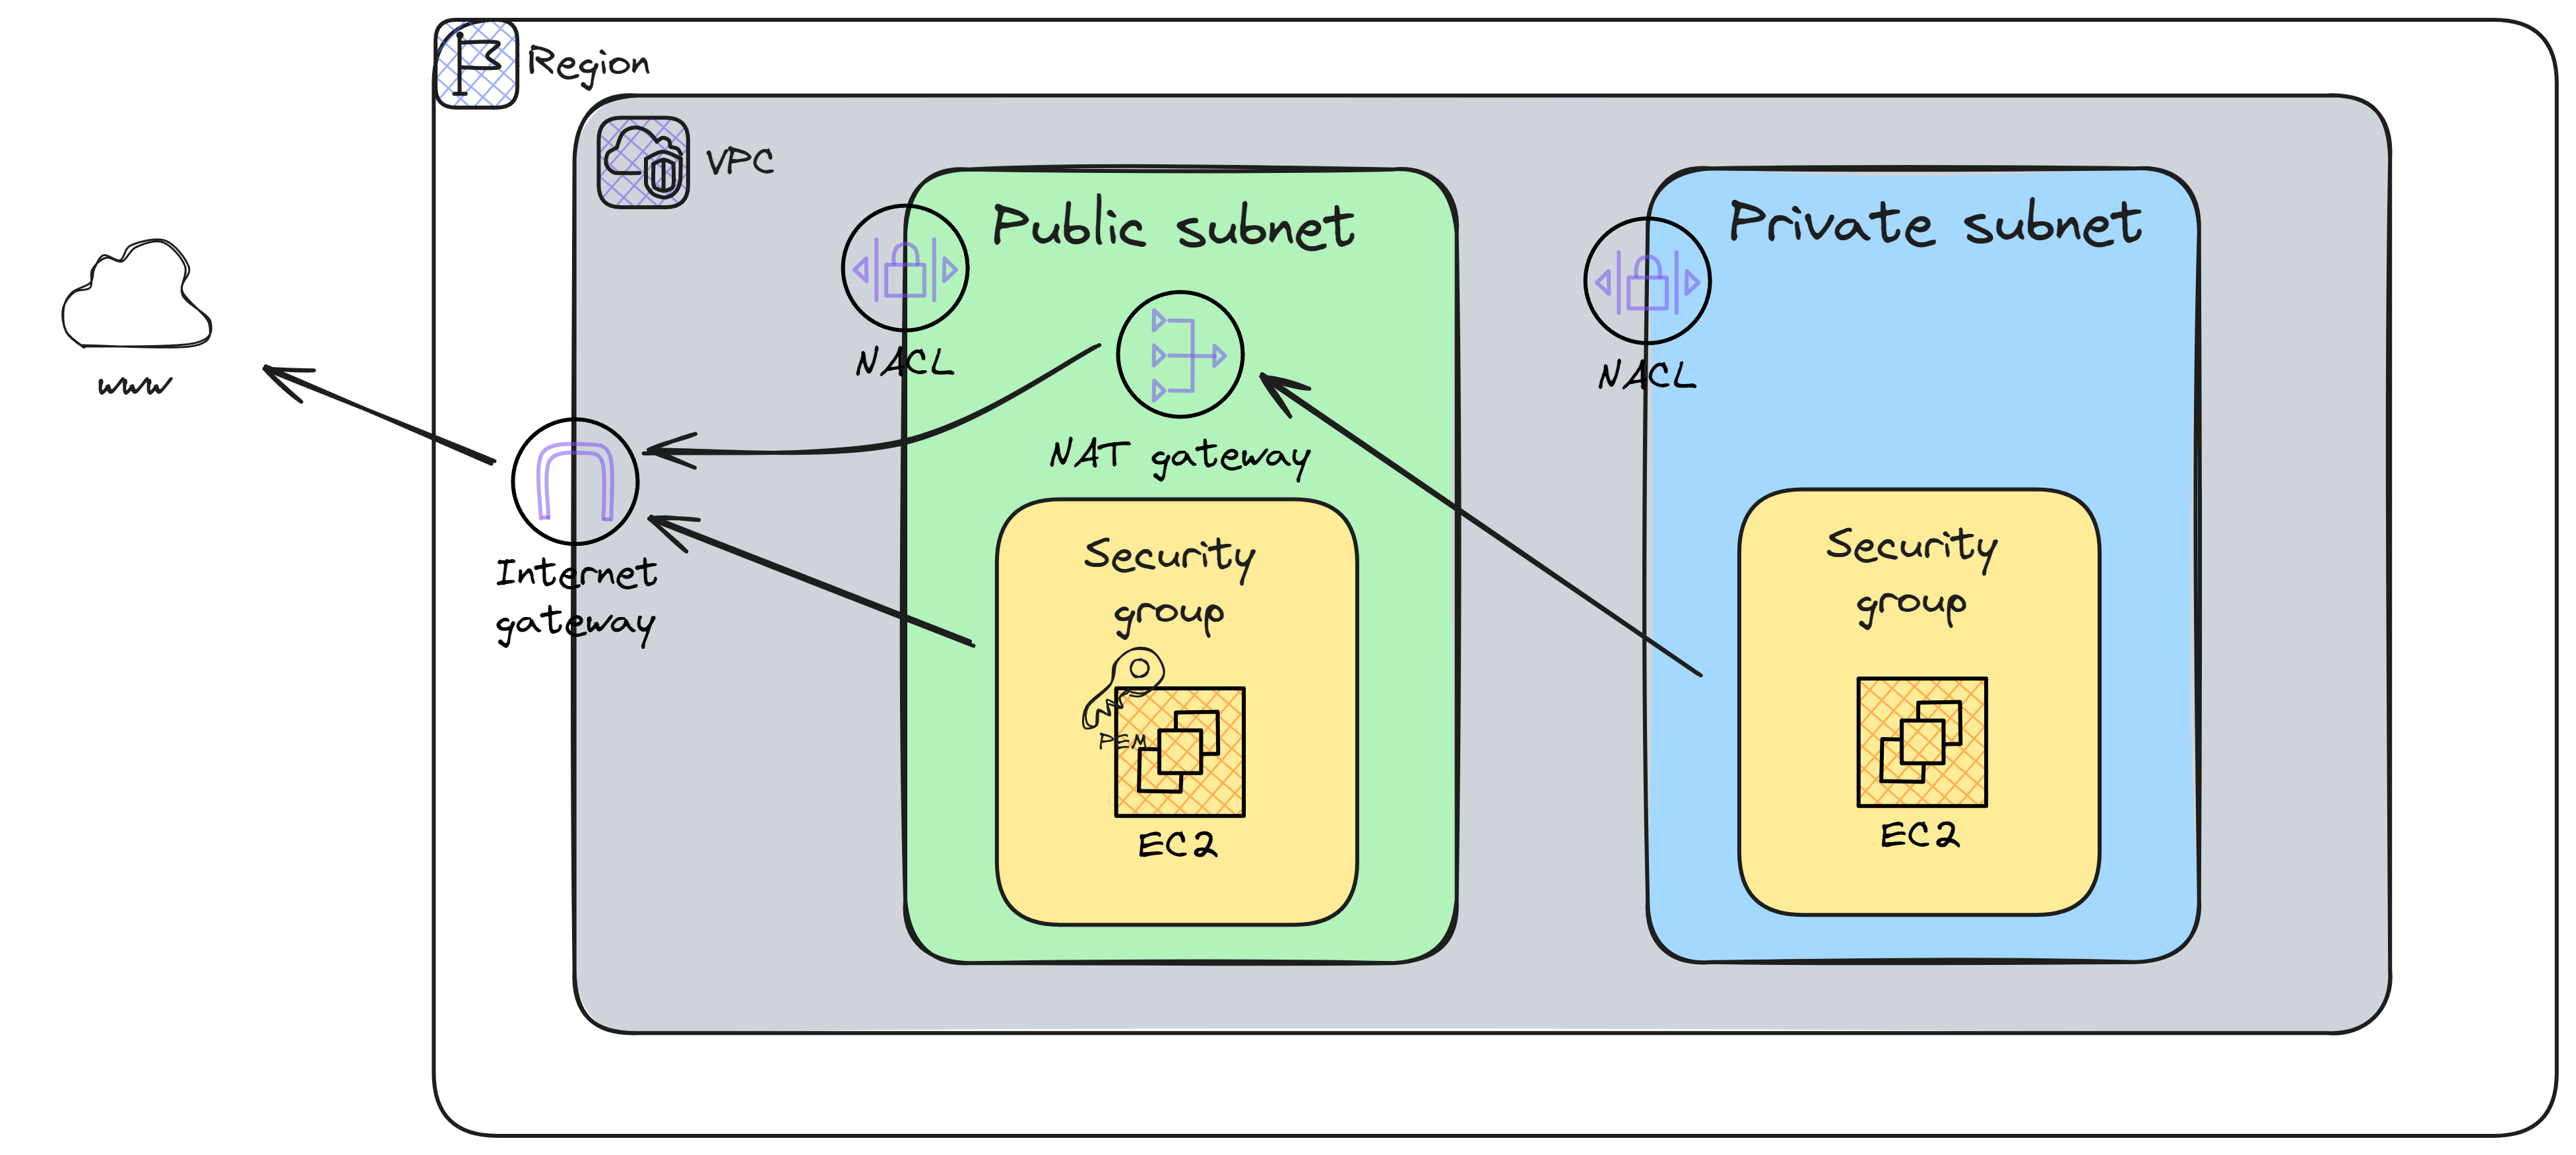 Region
VPC
Public subnet
Private subnet
NACL
NACL
www
NAT gateway
Internet
gateway
Security
group
Security
group
PEM
EC2
EC2